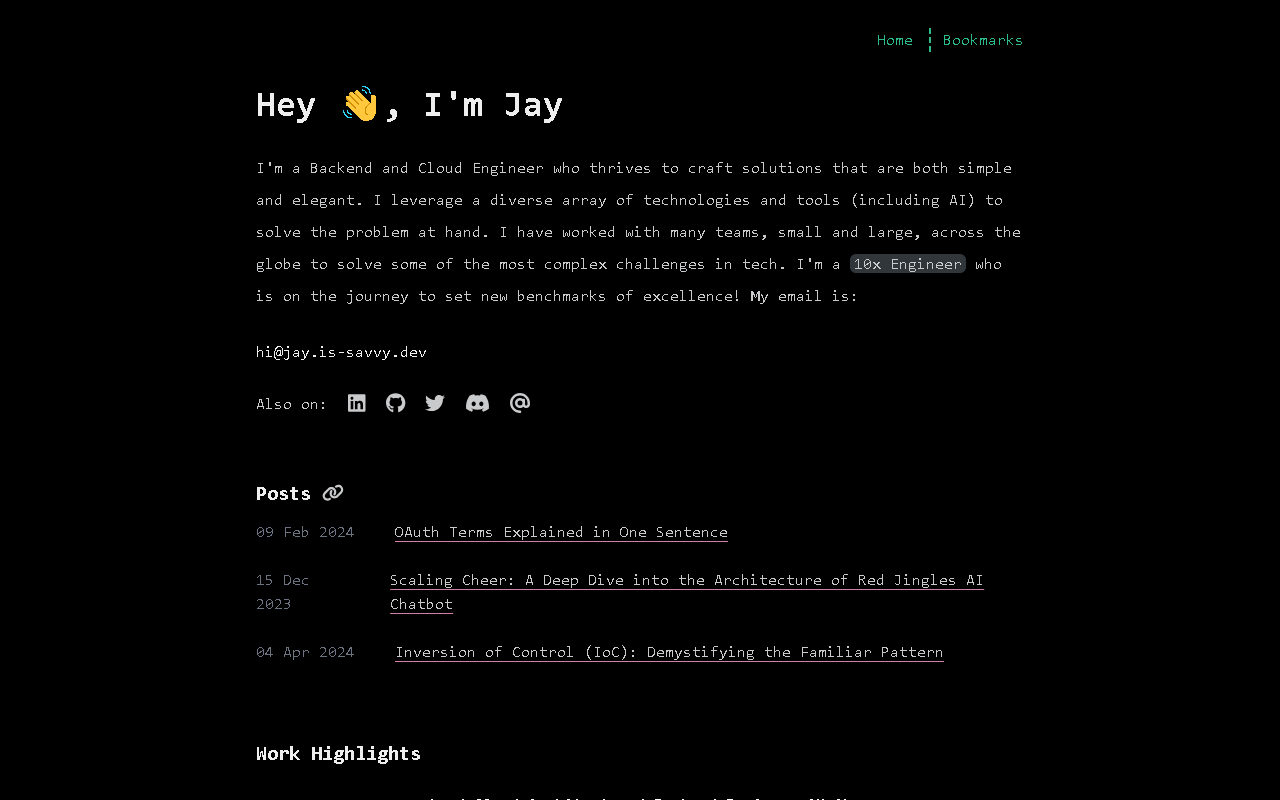 Home Bookmarks
Hey 👋, I'm Jay
I'm a Backend and Cloud Engineer who thrives to craft solutions that are both simple
and elegant. I leverage a diverse array of technologies and tools (including AI) to
solve the problem at hand. I have worked with many teams, small and large, across the
globe to solve some of the most complex challenges in tech. I'm a 10x Engineer who
is on the journey to set new benchmarks of excellence! My email is:
hi@jay.is-savvy.dev
Also on:
Posts
09 Feb 2024 OAuth Terms Explained in One Sentence
15 Dec Scaling Cheer: A Deep Dive into the Architecture of Red Jingles AI
2023 Chatbot
04 Apr 2024 Inversion of Control (IoC): Demystifying the Familiar Pattern
Work Highlights